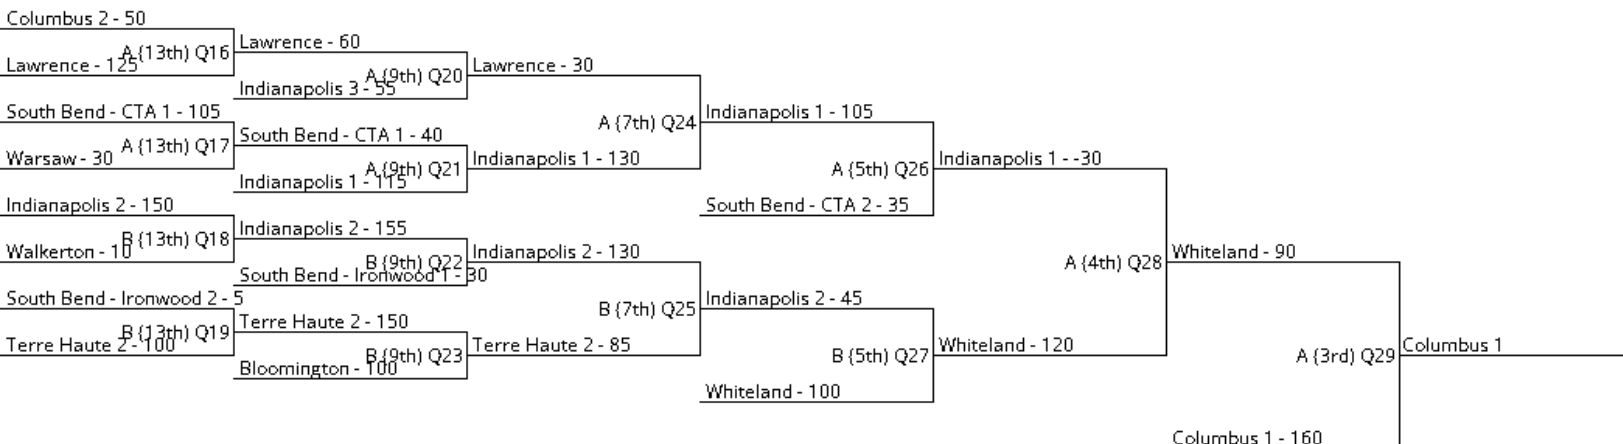 Columbus 2 - 50
Lawrence - 125
A (13th) Q16
South Bend - CTA 1 - 105
Warsaw - 30
A (13th) Q17
Indianapolis 2 - 150
Walkerton - 10
B (13th) Q18
South Bend - Ironwood 2 - 5
Terre Haute 2 - 100
B (13th) Q19
Lawrence - 60
Indianapolis 3 - 55
A (9th) Q20
South Bend - CTA 1 - 40
Indianapolis 1 - 115
A (9th) Q21
Indianapolis 2 - 155
South Bend - Ironwood 1 - 30
B (9th) Q22
Terre Haute 2 - 150
Bloomington - 100
B (9th) Q23
Lawrence - 30
Indianapolis 1 - 130
A (7th) Q24
Indianapolis 2 - 130
Terre Haute 2 - 85
B (7th) Q25
Indianapolis 1 - 105
South Bend - CTA 2 - 35
A (5th) Q26
Indianapolis 2 - 45
Whiteland - 100
B (5th) Q27
Indianapolis 1 - -30
Whiteland - 120
A (4th) Q28
Whiteland - 90
Columbus 1 - 160
A (3rd) Q29
Columbus 1